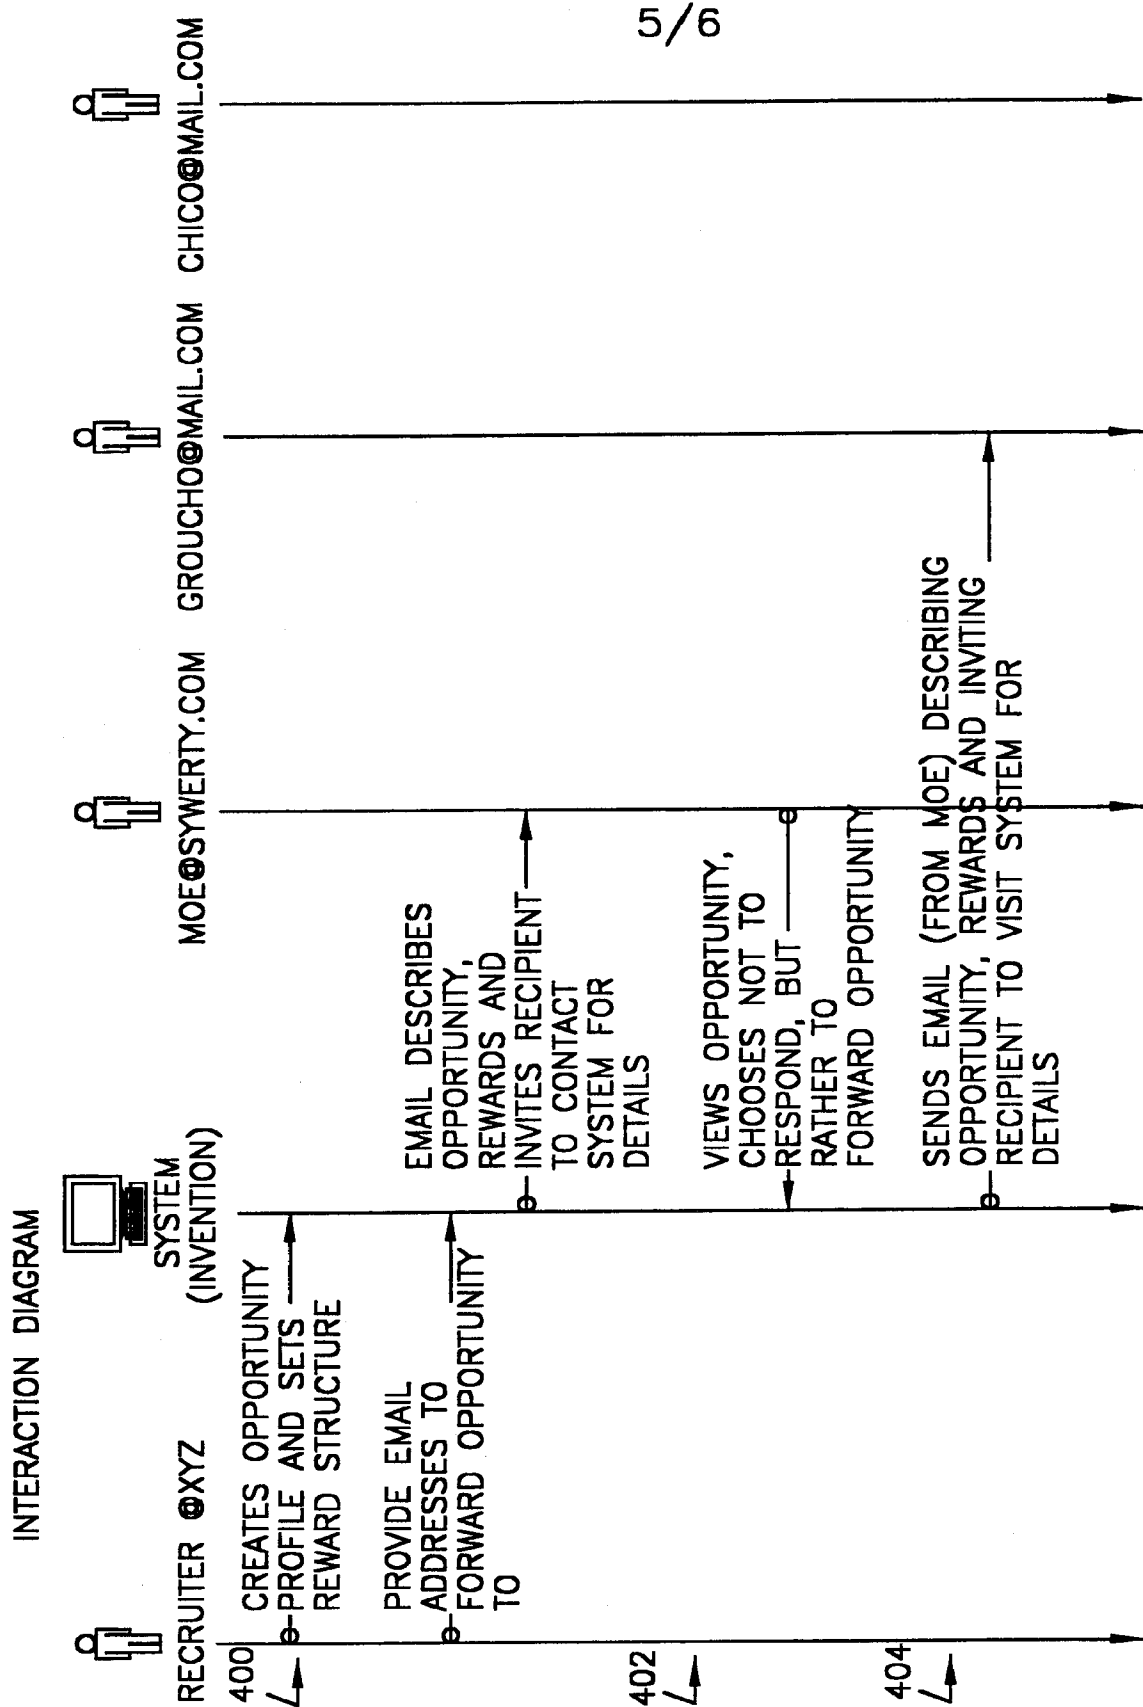 5/6
INTERACTION DIAGRAM
RECRUITER @XYZ
SYSTEM
(INVENTION)
MOE@SYWERTY.COM
GROUCHO@MAIL.COM
CHICO@MAIL.COM
400
CREATES OPPORTUNITY
PROFILE AND SETS
REWARD STRUCTURE
PROVIDE EMAIL
ADDRESSES TO
FORWARD OPPORTUNITY
TO
EMAIL DESCRIBES
OPPORTUNITY,
REWARDS AND
INVITES RECIPIENT
TO CONTACT
SYSTEM FOR
DETAILS
402
VIEWS OPPORTUNITY,
CHOOSES NOT TO
RESPOND, BUT
RATHER TO
FORWARD OPPORTUNITY
404
SENDS EMAIL (FROM MOE) DESCRIBING
OPPORTUNITY, REWARDS AND INVITING
RECIPIENT TO VISIT SYSTEM FOR
DETAILS